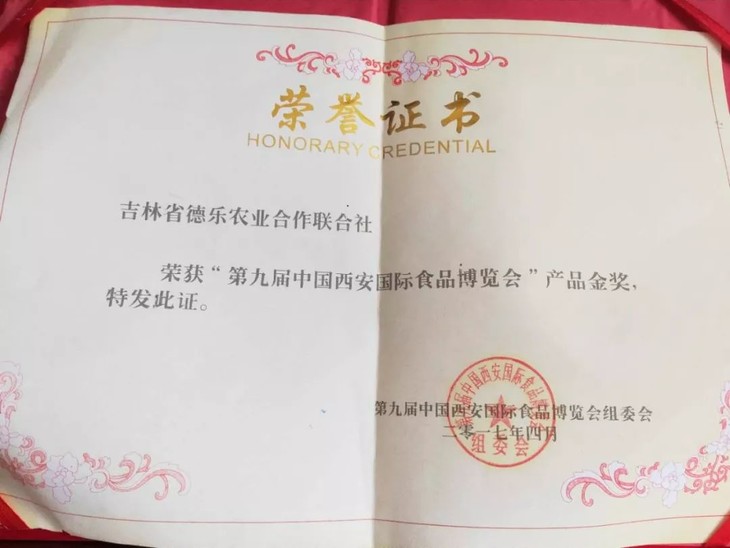 荣誉证书
HONORARY CREDENTIAL
吉林省德乐农业合作联合社
荣获“第九届中国西安国际食品博览会”产品金奖，
特发此证。
第九届中国西安国际食品博览会组委会
二零一七年四月
组委会